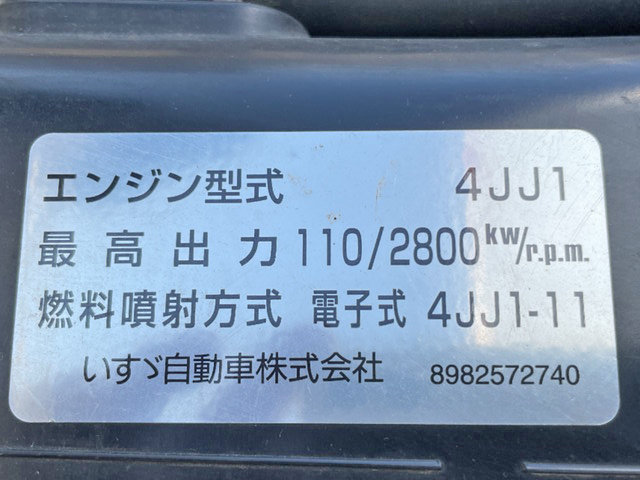 エンジン型式 4JJ1
最高出力 110/2800 kw/r.p.m.
燃料噴射方式 電子式 4JJ1-11
いすゞ自動車株式会社 8982572740